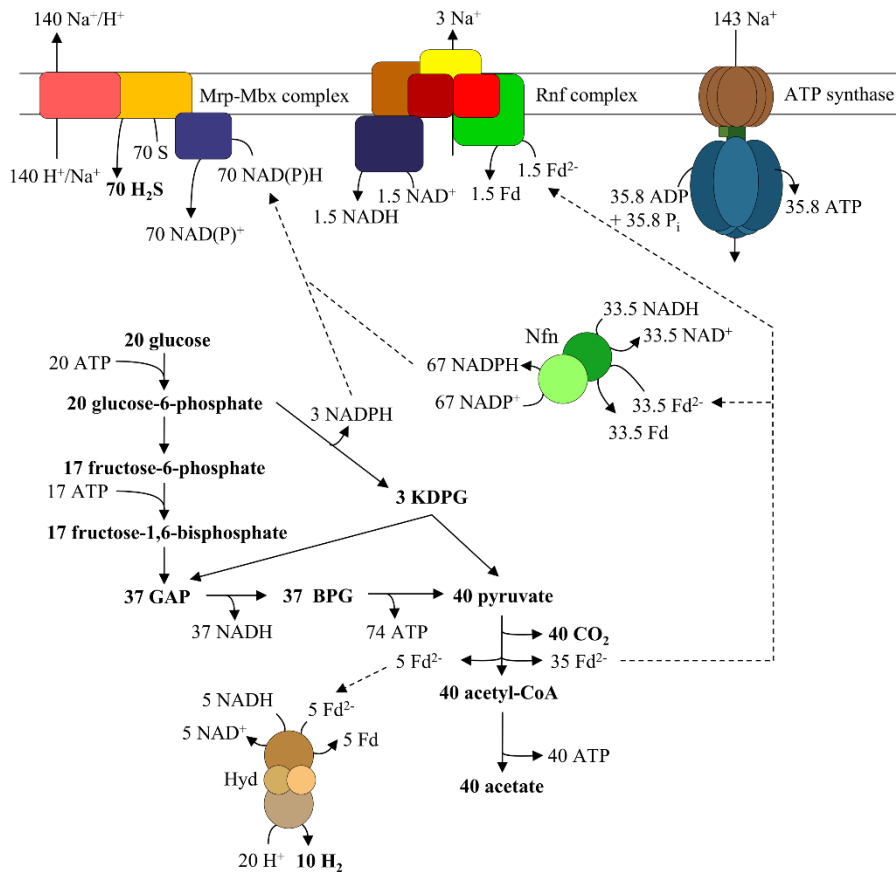 140 Na⁺/H⁺
3 Na⁺
143 Na⁺
Mrp-Mbx complex
Rnf complex
ATP synthase
140 H⁺/Na⁺
70 S
70 H₂S
70 NAD(P)H
70 NAD(P)⁺
1.5 NADH
1.5 NAD⁺
1.5 Fd
1.5 Fd²⁻
35.8 ADP
+ 35.8 Pᵢ
35.8 ATP
Nfn
33.5 NADH
33.5 NAD⁺
67 NADPH
67 NADP⁺
33.5 Fd²⁻
33.5 Fd
20 glucose
20 ATP
20 glucose-6-phosphate
3 NADPH
17 fructose-6-phosphate
17 ATP
3 KDPG
17 fructose-1,6-bisphosphate
37 GAP
37 BPG
40 pyruvate
37 NADH
74 ATP
40 CO₂
5 Fd²⁻
35 Fd²⁻
40 acetyl-CoA
5 NADH
5 Fd²⁻
5 NAD⁺
5 Fd
Hyd
40 ATP
40 acetate
20 H⁺
10 H₂